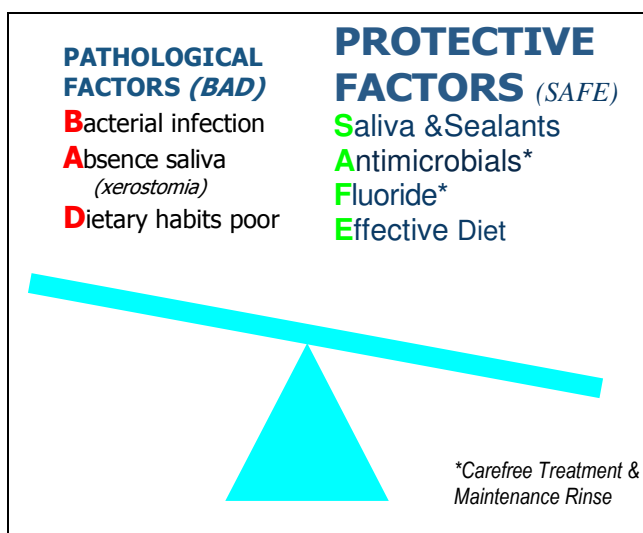 PATHOLOGICAL
FACTORS (BAD)
Bacterial infection
Absence saliva
(xerostomia)
Dietary habits poor
PROTECTIVE
FACTORS (SAFE)
Saliva &Sealants
Antimicrobials*
Fluoride*
Effective Diet
*Carefree Treatment &
Maintenance Rinse